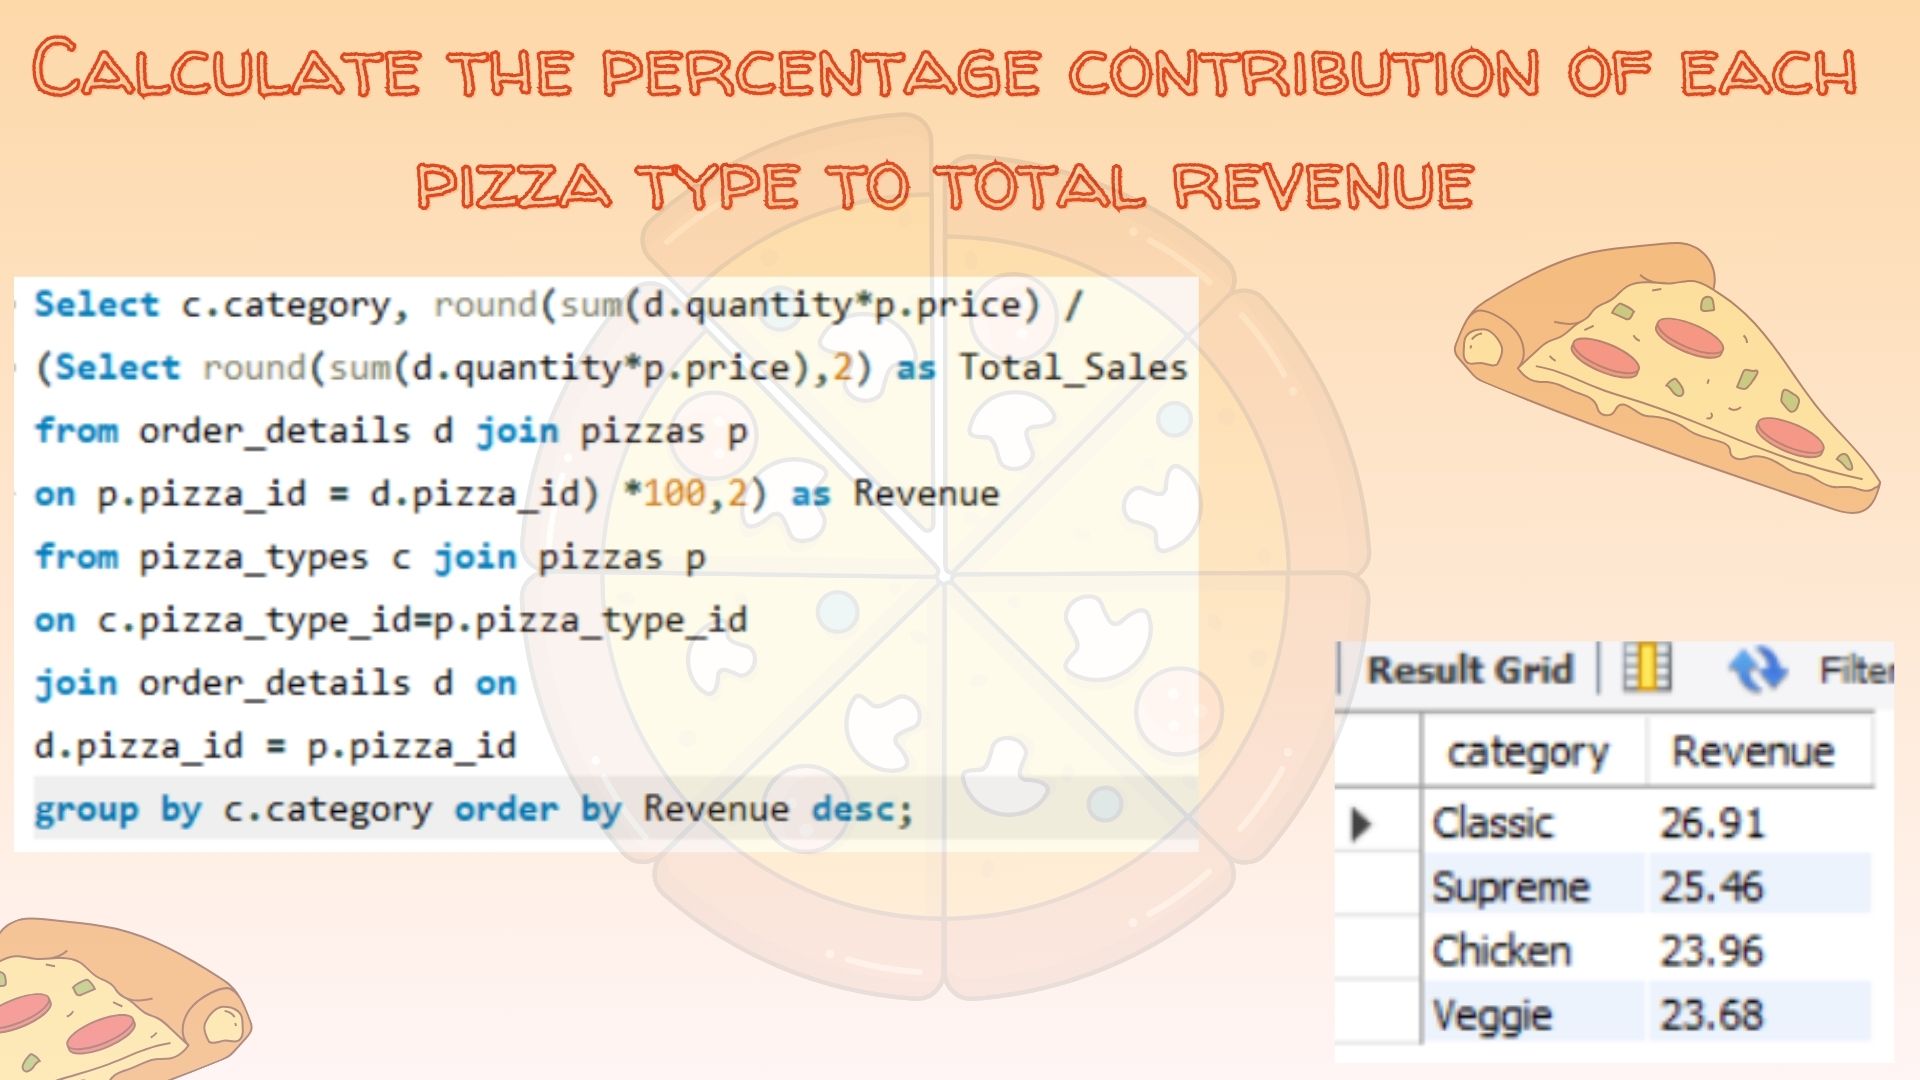 Calculate the percentage contribution of each
pizza type to total revenue
Select c.category, round(sum(d.quantity*p.price) /
(Select round(sum(d.quantity*p.price),2) as Total_Sales
from order_details d join pizzas p
on p.pizza_id = d.pizza_id) *100,2) as Revenue
from pizza_types c join pizzas p
on c.pizza_type_id=p.pizza_type_id
join order_details d on
d.pizza_id = p.pizza_id
group by c.category order by Revenue desc;
Result Grid Filter
category Revenue
Classic 26.91
Supreme 25.46
Chicken 23.96
Veggie 23.68